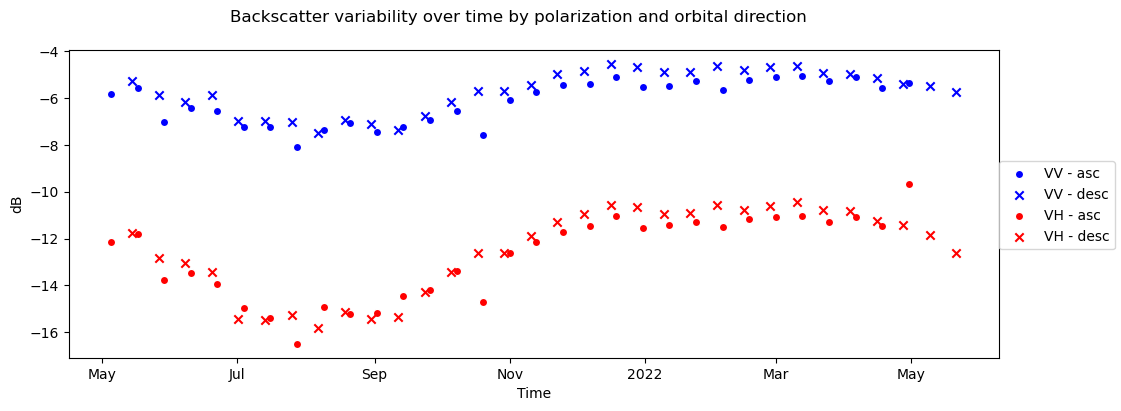 Backscatter variability over time by polarization and orbital direction
−4
−6
−8
−10
−12
−14
−16
dB
May
Jul
Sep
Nov
2022
Mar
May
Time
VV - asc
VV - desc
VH - asc
VH - desc